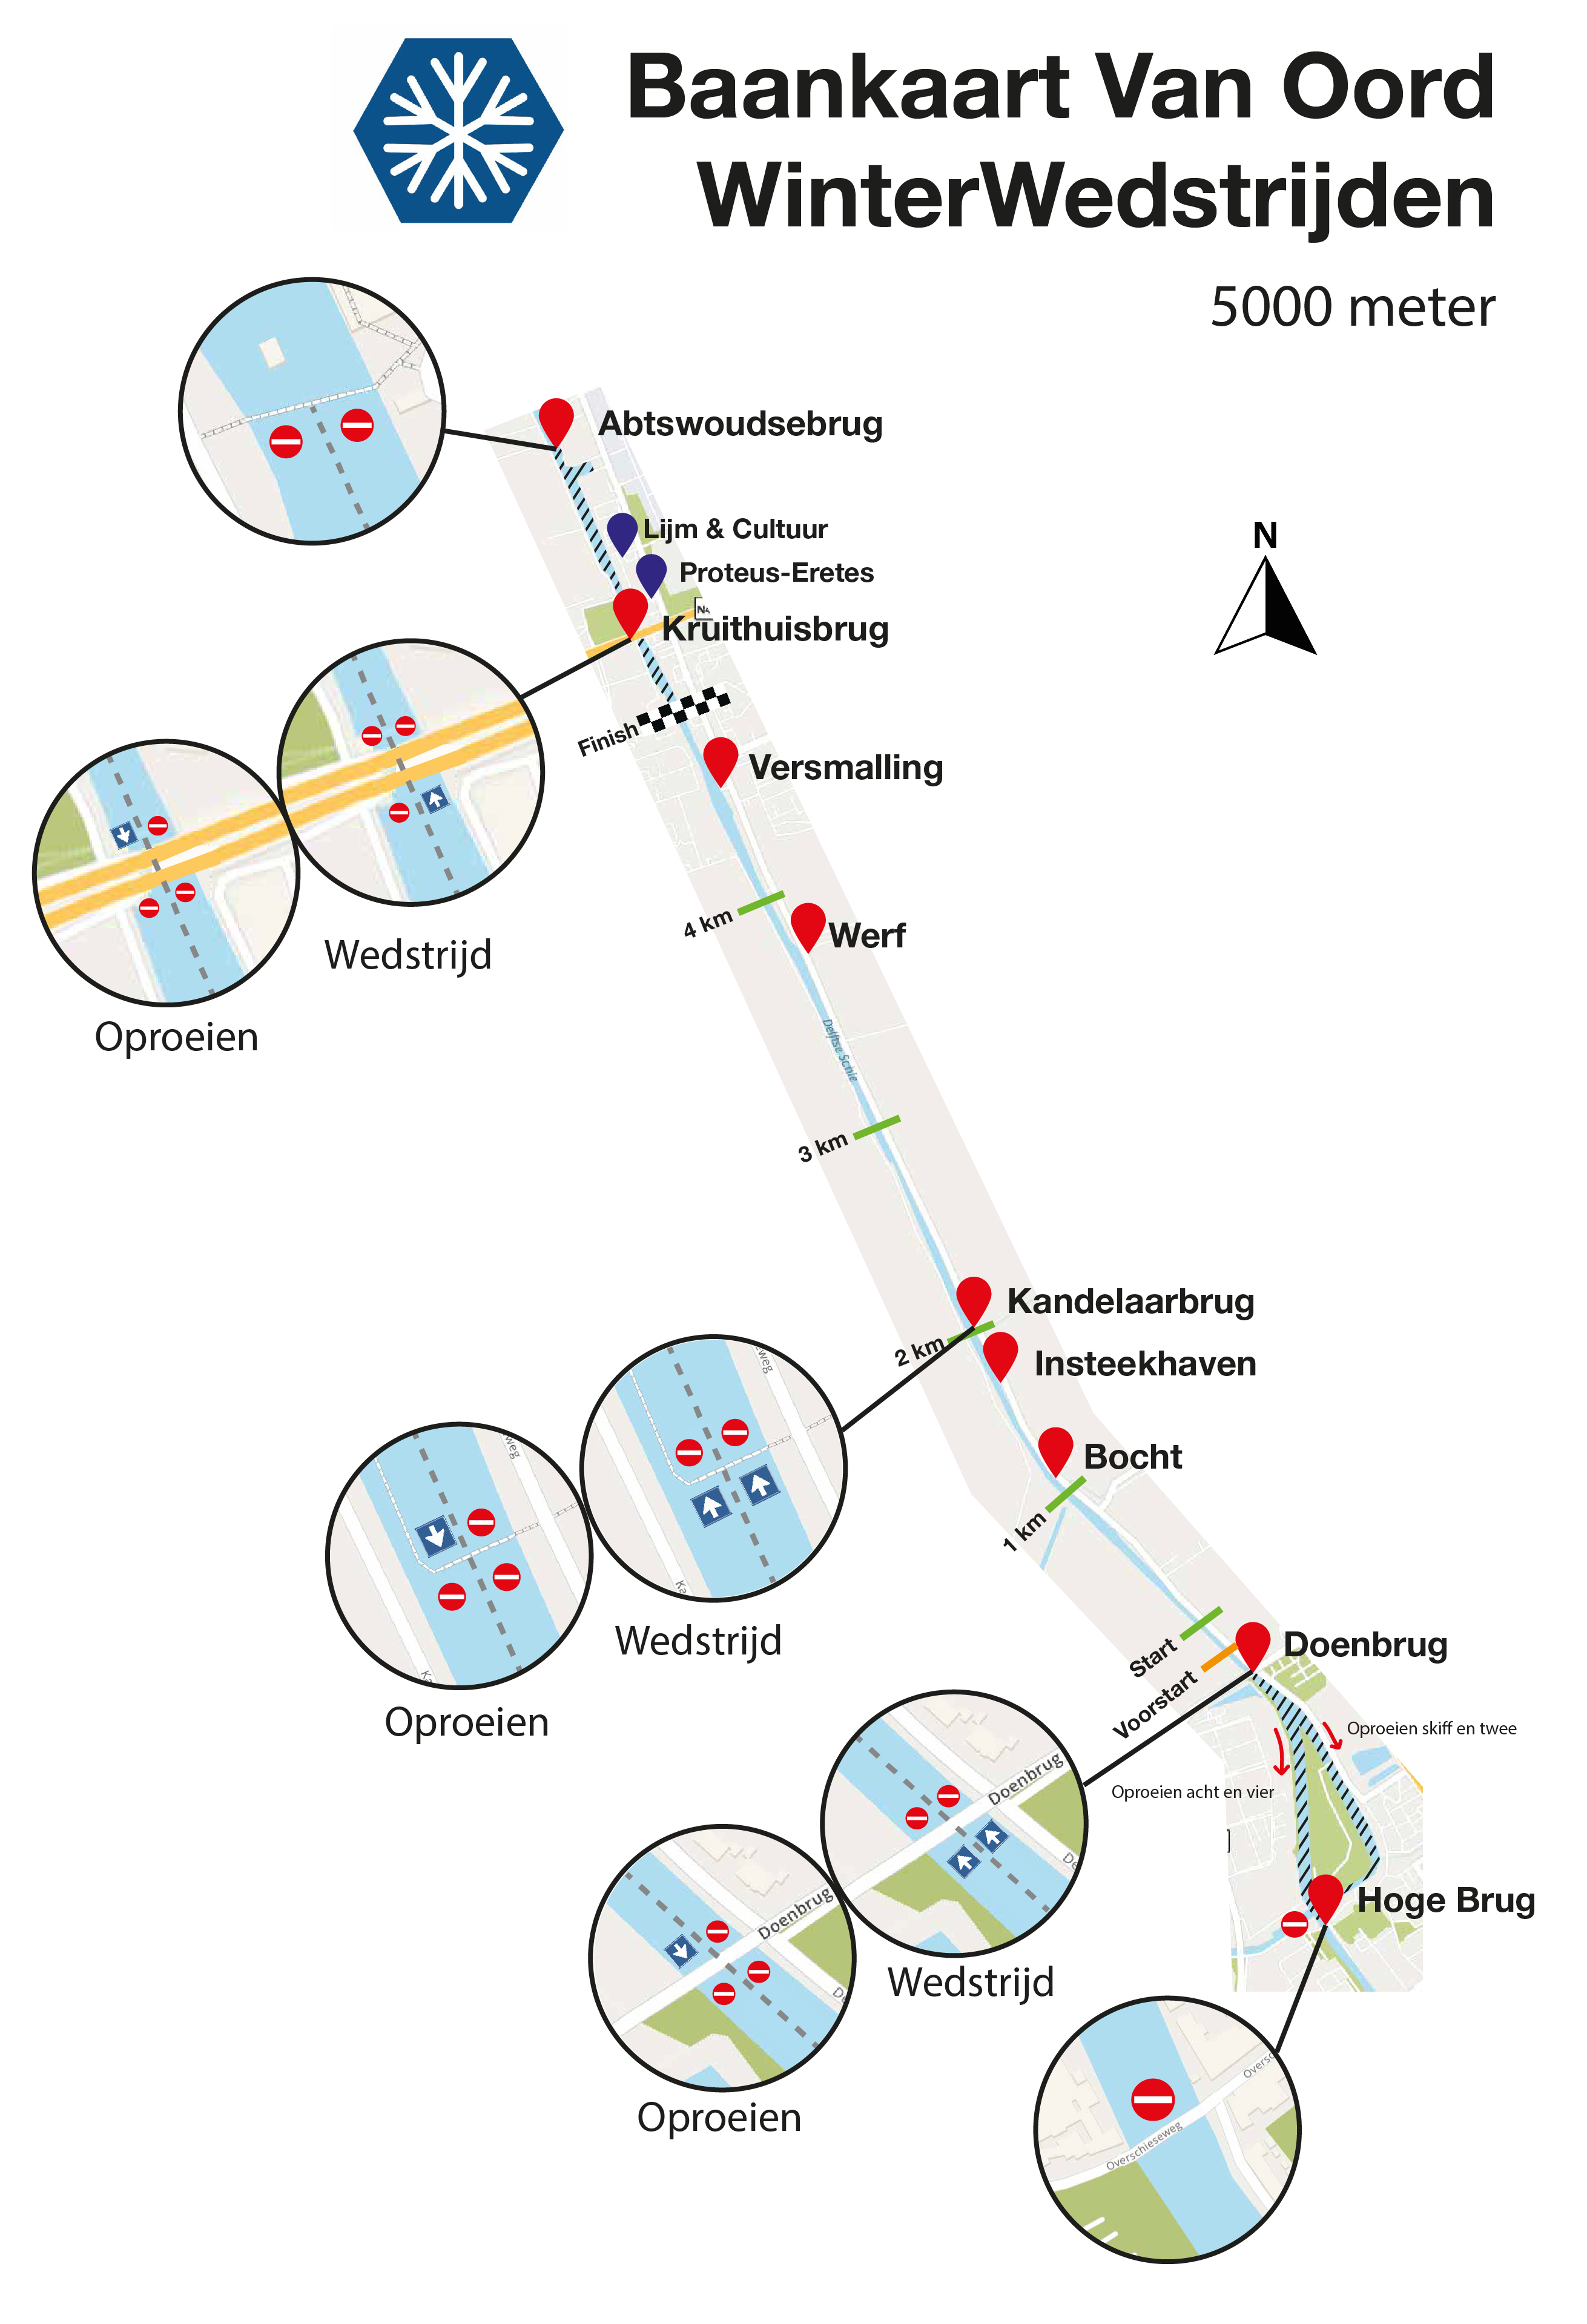 Baankaart Van Oord
WinterWedstrijden
5000 meter
Abtswoudsebrug
Lijm & Cultuur
Proteus-Eretes
Kruithuisbrug
N
Finish
Versmalling
4 km
Werf
Wedstrijd
Oproeien
Delftse Schie
3 km
Kandelaarbrug
2 km
Insteekhaven
Bocht
1 km
Wedstrijd
Oproeien
Start
Doenbrug
Voorstart
Oproeien skiff en twee
Oproeien acht en vier
Doenbrug
Doenbrug
Hoge Brug
Wedstrijd
Oproeien
Overschieseweg